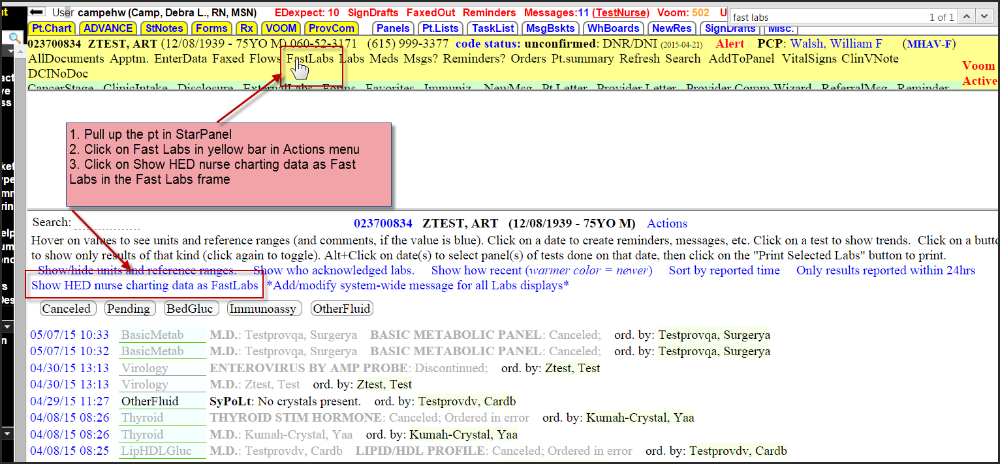 ut
User campehw (Camp, Debra L., RN, MSN) EDexpect: 10 SignDrafts FaxedOut Reminders Messages:11 (TestNurse) Voom: 502 U
fast labs 1 of 1
Pt.Chart ADVANCE StNotes Forms Rx VOOM ProvCom Panels Pt.Lists TaskList MsgBskts WhBoards NewRes SignDrafts Misc.
023700834 ZTEST, ART (12/08/1939 - 75YO M) 060-52-3171 (615) 999-3377 code status: unconfirmed: DNR/DNI (2015-04-21) Alert PCP: Walsh, William F (MHAV-F)
AllDocuments Apptm. EnterData Faxed Flows FastLabs Labs Meds Msgs? Reminders? Orders Pt.summary Refresh Search AddToPanel VitalSigns ClinVNote
DCINoDoc
Voom
Active
CancerStage ClinicIntake Disclosure ExternalLabs Forms Favorites Immuniz. NewMsg Pt.Letter Provider Letter Provider Comm Wizard ReferralMsg Reminder
1. Pull up the pt in StarPanel
2. Click on Fast Labs in yellow bar in Actions menu
3. Click on Show HED nurse charting data as Fast
Labs in the Fast Labs frame
Search:
023700834 ZTEST, ART (12/08/1939 - 75YO M) Actions
Hover on values to see units and reference ranges (and comments, if the value is blue). Click on a date to create reminders, messages, etc. Click on a test to show trends. Click on a butto
to show only results of that kind (click again to toggle). Alt+Click on date(s) to select panel(s) of tests done on that date, then click on the "Print Selected Labs" button to print.
Show/hide units and reference ranges. Show who acknowledged labs. Show how recent (warmer color = newer) Sort by reported time Only results reported within 24hrs
Show HED nurse charting data as FastLabs *Add/modify system-wide message for all Labs displays*
Canceled Pending BedGluc Immunoassy OtherFluid
05/07/15 10:33 BasicMetab M.D.: Testprovqa, Surgerya BASIC METABOLIC PANEL: Canceled; ord. by: Testprovqa, Surgerya
05/07/15 10:32 BasicMetab M.D.: Testprovqa, Surgerya BASIC METABOLIC PANEL: Canceled; ord. by: Testprovqa, Surgerya
04/30/15 13:13 Virology ENTEROVIRUS BY AMP PROBE: Discontinued; ord. by: Ztest, Test
04/30/15 13:13 Virology M.D.: Ztest, Test ord. by: Ztest, Test
04/29/15 11:27 OtherFluid SyPoLt: No crystals present. ord. by: Testprovdv, Cardb
04/08/15 08:26 Thyroid THYROID STIM HORMONE: Canceled; Ordered in error ord. by: Kumah-Crystal, Yaa
04/08/15 08:26 Thyroid M.D.: Kumah-Crystal, Yaa ord. by: Kumah-Crystal, Yaa
04/08/15 08:25 LipHDLGluc M.D.: Testprovdv, Cardb LIPID/HDL PROFILE: Canceled; Ordered in error ord. by: Testprovdv, Cardb